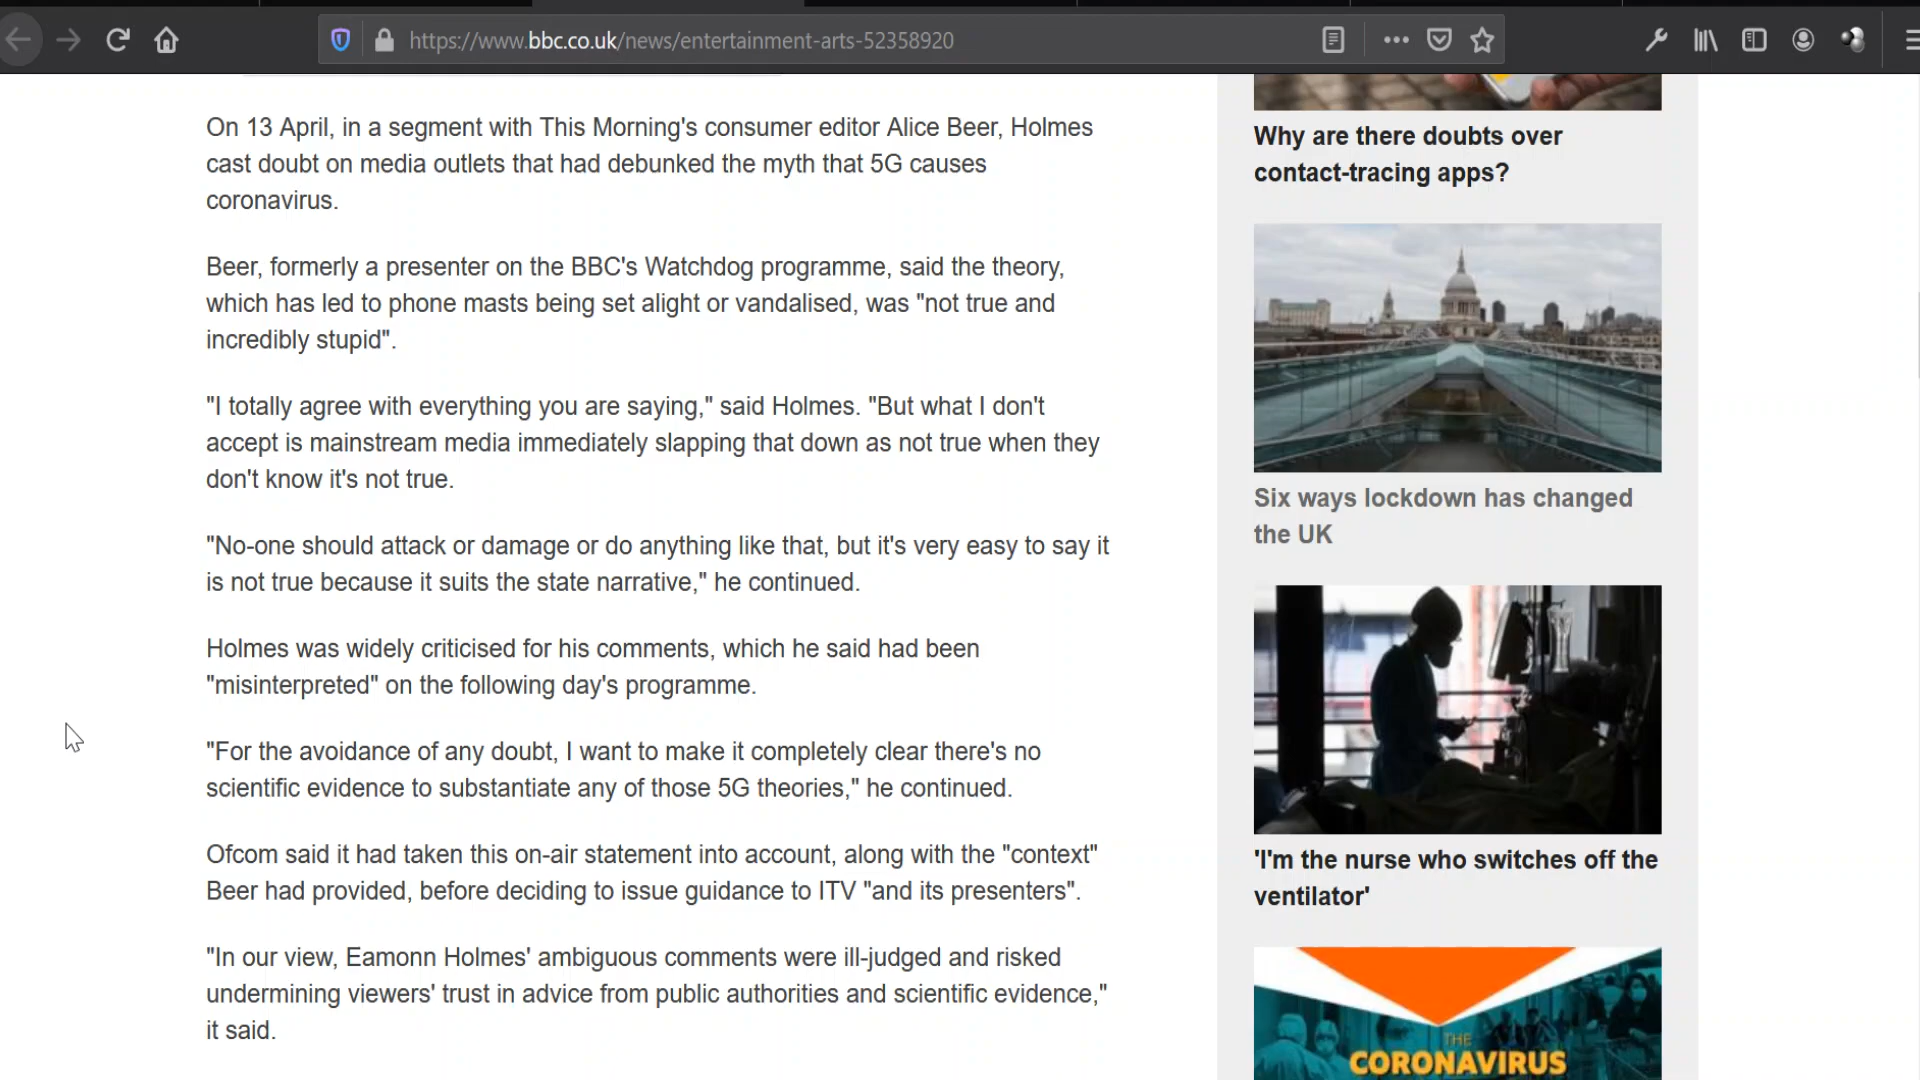 https://www.bbc.co.uk/news/entertainment-arts-52358920
On 13 April, in a segment with This Morning's consumer editor Alice Beer, Holmes
cast doubt on media outlets that had debunked the myth that 5G causes
coronavirus.
Beer, formerly a presenter on the BBC's Watchdog programme, said the theory,
which has led to phone masts being set alight or vandalised, was "not true and
incredibly stupid".
"I totally agree with everything you are saying," said Holmes. "But what I don't
accept is mainstream media immediately slapping that down as not true when they
don't know it's not true.
"No-one should attack or damage or do anything like that, but it's very easy to say it
is not true because it suits the state narrative," he continued.
Holmes was widely criticised for his comments, which he said had been
"misinterpreted" on the following day's programme.
"For the avoidance of any doubt, I want to make it completely clear there's no
scientific evidence to substantiate any of those 5G theories," he continued.
Ofcom said it had taken this on-air statement into account, along with the "context"
Beer had provided, before deciding to issue guidance to ITV "and its presenters".
"In our view, Eamonn Holmes' ambiguous comments were ill-judged and risked
undermining viewers' trust in advice from public authorities and scientific evidence,"
it said.
Why are there doubts over
contact-tracing apps?
Six ways lockdown has changed
the UK
'I'm the nurse who switches off the
ventilator'
THE
CORONAVIRUS